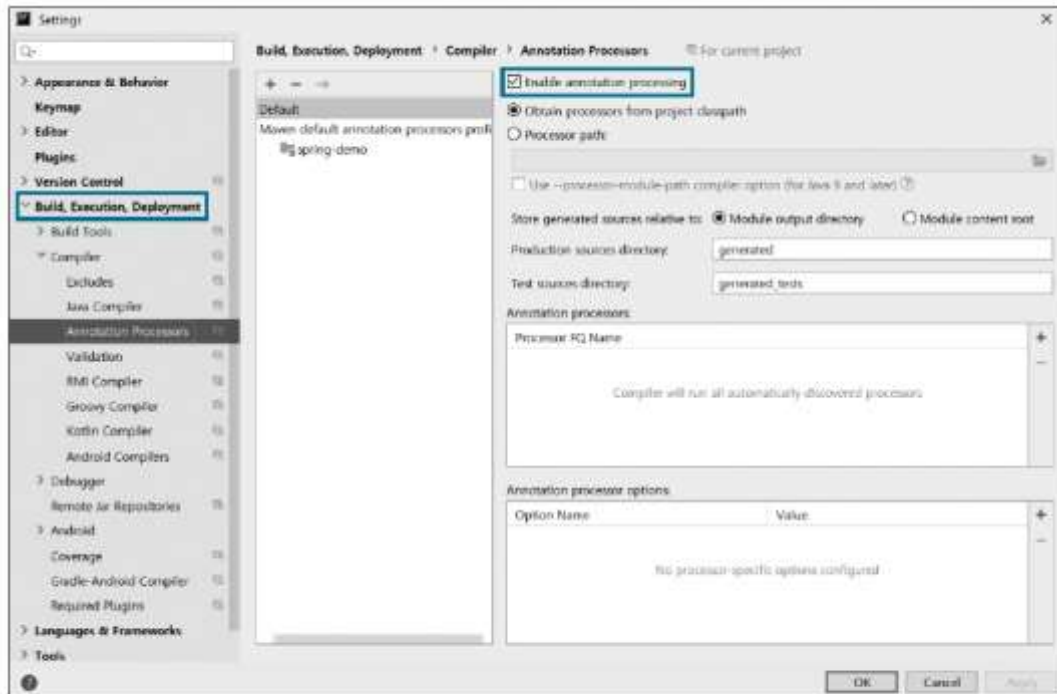 Settings
Build, Execution, Deployment › Compiler › Annotation Processors For current project
Appearance & Behavior
Keymap
Editor
Plugins
Version Control
Build, Execution, Deployment
Build Tools
Compiler
Excludes
Java Compiler
Annotation Processors
Validation
RMI Compiler
Groovy Compiler
Kotlin Compiler
Android Compilers
Debugger
Remote Jar Repositories
Android
Coverage
Gradle-Android Compiler
Required Plugins
Languages & Frameworks
Tools
Default
Maven default annotation processors profi
spring-demo
Enable annotation processing
Obtain processors from project classpath
Processor path:
Use --processor-module-path compiler option (for Java 9 and later)
Store generated sources relative to: Module output directory Module content root
Production sources directory: generated
Test sources directory: generated_tests
Annotation processors:
Processor FQ Name
Compiler will run all automatically discovered processors
Annotation processor options:
Option Name Value
No processor-specific options configured
OK Cancel Apply